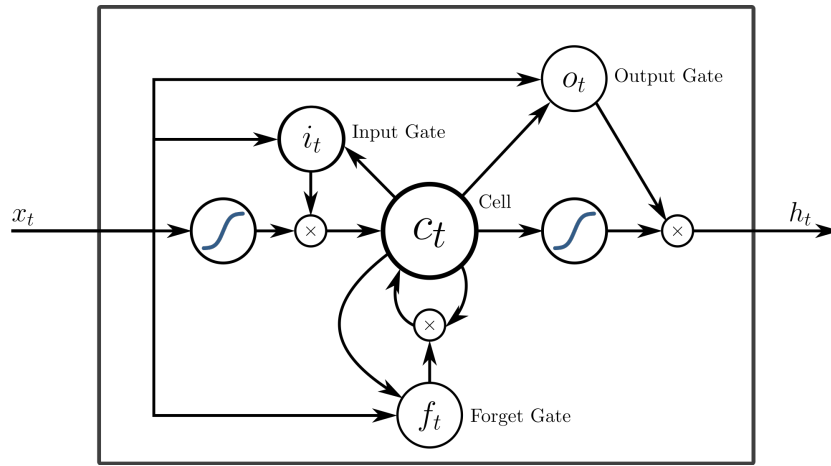 o_t Output Gate
i_t Input Gate
x_t
Cell
h_t
×
c_t
×
×
f_t Forget Gate